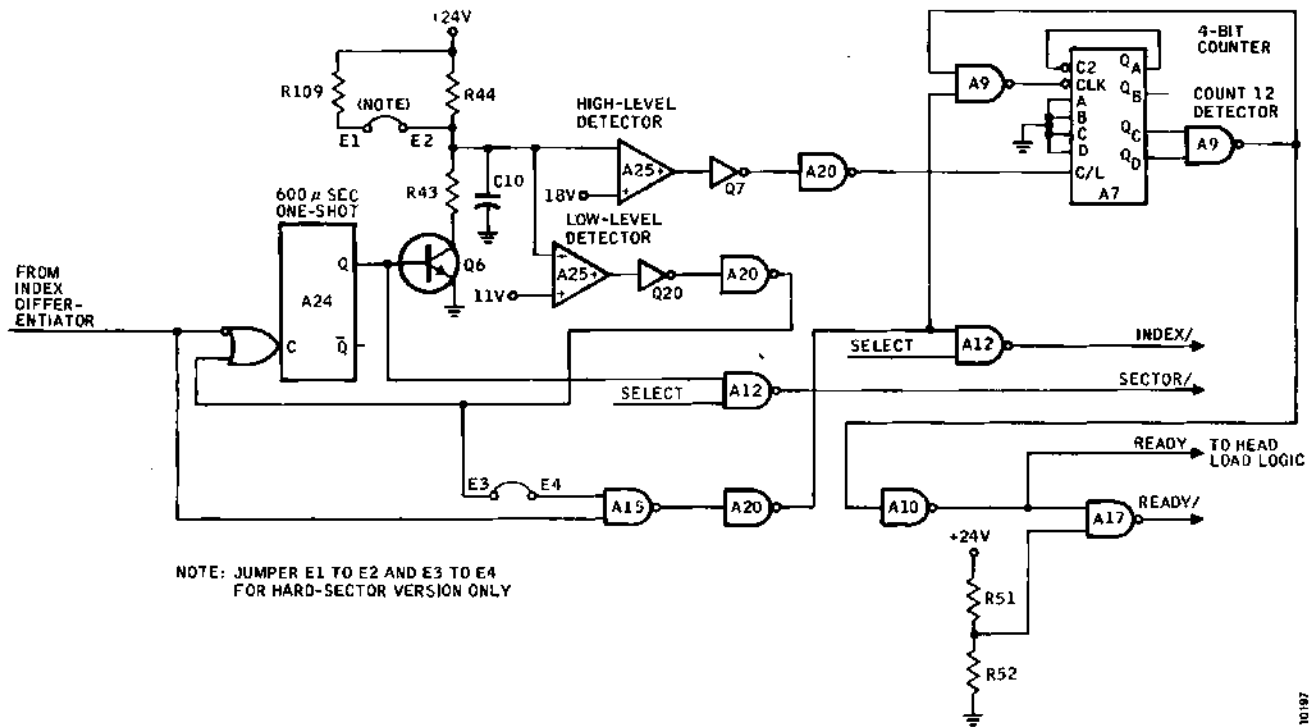 +24V
R109
(NOTE)
E1
E2
R44
R43
C10
HIGH-LEVEL
DETECTOR
A25
+
18V
Q7
A20
LOW-LEVEL
DETECTOR
A25
+
+
11V
Q20
A20
A9
4-BIT
COUNTER
C2
CLK
A
B
C
D
C/L
QA
QB
QC
QD
A7
COUNT 12
DETECTOR
A9
600 μ SEC
ONE-SHOT
Q
A24
C
Q̅
Q6
FROM
INDEX
DIFFER-
ENTIATOR
SELECT
A12
INDEX/
SELECT
A12
SECTOR/
E3
E4
A15
A20
READY
TO HEAD
LOAD LOGIC
A10
A17
READY/
+24V
R51
R52
NOTE: JUMPER E1 TO E2 AND E3 TO E4
FOR HARD-SECTOR VERSION ONLY
10197